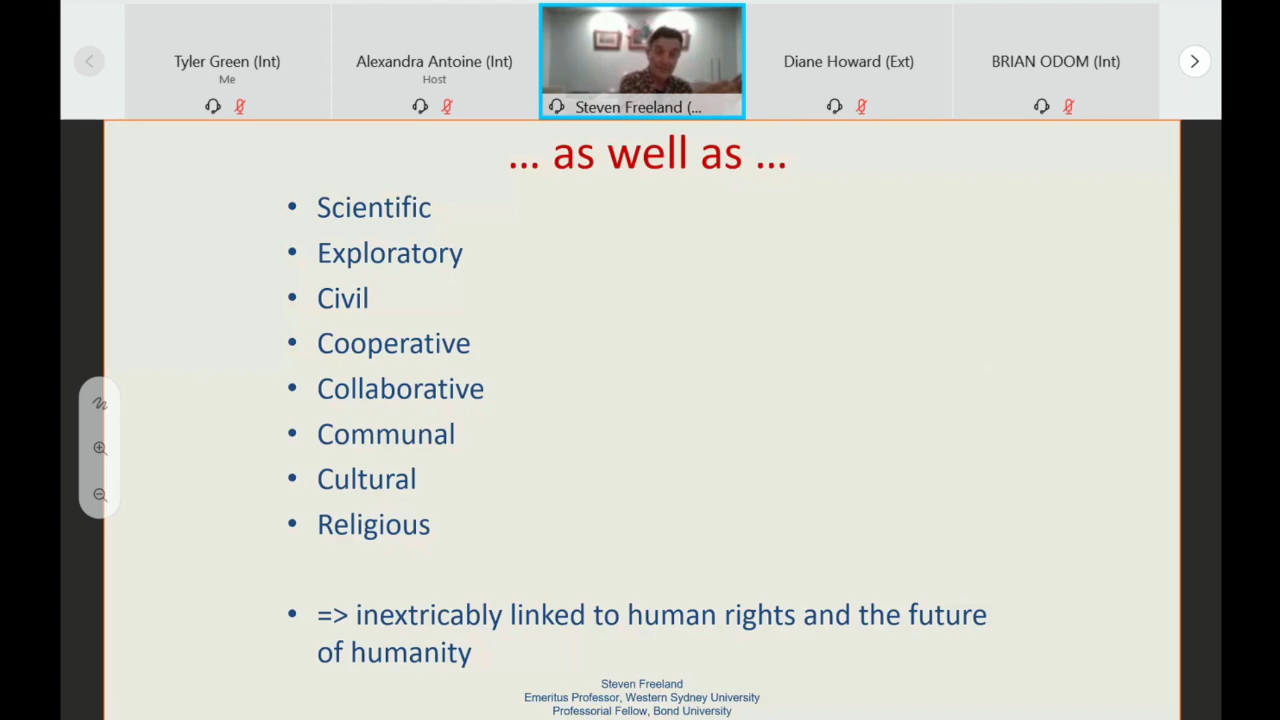 Tyler Green (Int)
Me
Alexandra Antoine (Int)
Host
Steven Freeland (...
Diane Howard (Ext)
BRIAN ODOM (Int)
... as well as ...
• Scientific
• Exploratory
• Civil
• Cooperative
• Collaborative
• Communal
• Cultural
• Religious
• => inextricably linked to human rights and the future
of humanity
Steven Freeland
Emeritus Professor, Western Sydney University
Professorial Fellow, Bond University